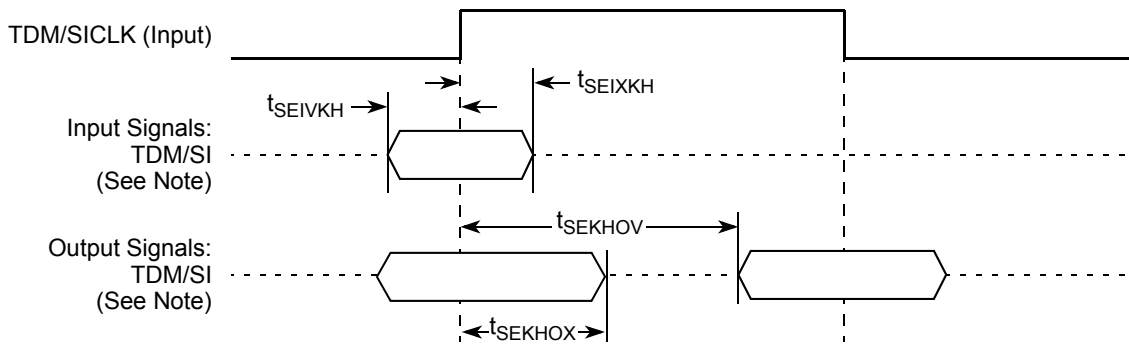 TDM/SICLK (Input)
tSEIXKH
tSEIVKH
Input Signals:
TDM/SI
(See Note)
tSEKHOV
Output Signals:
TDM/SI
(See Note)
tSEKHOX